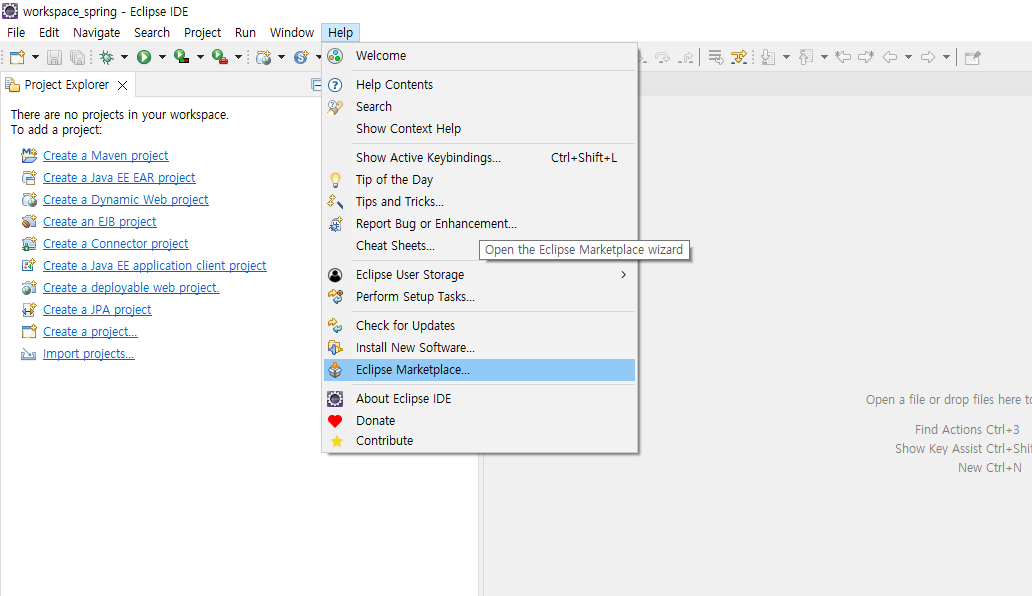 workspace_spring - Eclipse IDE
File Edit Navigate Search Project Run Window Help
Project Explorer
There are no projects in your workspace.
To add a project:
Create a Maven project
Create a Java EE EAR project
Create a Dynamic Web project
Create an EJB project
Create a Connector project
Create a Java EE application client project
Create a deployable web project.
Create a JPA project
Create a project...
Import projects...
Welcome
Help Contents
Search
Show Context Help
Show Active Keybindings... Ctrl+Shift+L
Tip of the Day
Tips and Tricks...
Report Bug or Enhancement...
Cheat Sheets...
Open the Eclipse Marketplace wizard
Eclipse User Storage
Perform Setup Tasks...
Check for Updates
Install New Software...
Eclipse Marketplace...
About Eclipse IDE
Donate
Contribute
Open a file or drop files here to
Find Actions Ctrl+3
Show Key Assist Ctrl+Shif
New Ctrl+N